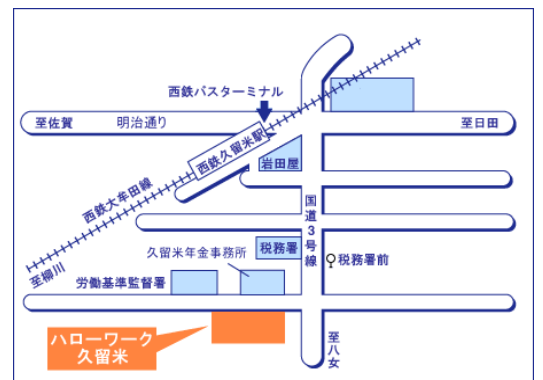 西鉄バスターミナル
至佐賀
明治通り
至日田
西鉄久留米駅
岩田屋
西鉄大牟田線
国道3号線
至柳川
久留米年金事務所
税務署
税務署前
労働基準監督署
ハローワーク
久留米
至八女